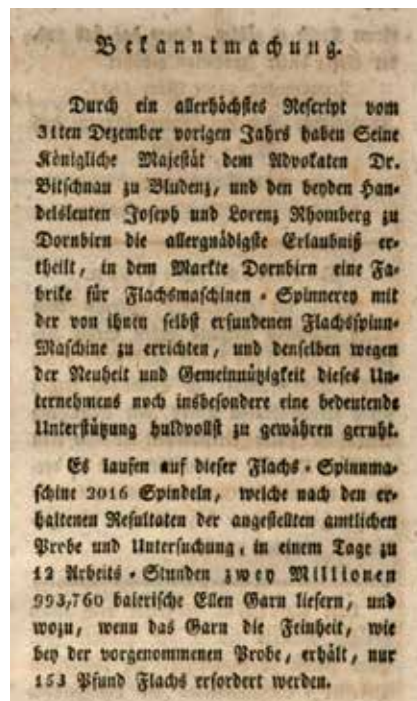 Bekanntmachung.
Durch ein allerhöchstes Rescript vom
31ten Dezember vorigen Jahrs haben Seine
Königliche Majestät dem Advokaten Dr.
Bitschnau zu Bludenz, und den beyden Han-
delsleuten Joseph und Lorenz Rhomberg zu
Dornbirn die allergnädigste Erlaubniß er-
theilt, in dem Markte Dornbirn eine Fa-
brike für Flachsmaschinen-Spinnerey mit
der von ihnen selbst erfundenen Flachsspinn-
Maschine zu errichten, und denselben wegen
der Neuheit und Gemeinnützigkeit dieses Un-
ternehmens noch insbesondere eine bedeutende
Unterstützung huldvollst zu gewähren geruht.
Es laufen auf dieser Flachs-Spinnma-
schine 2016 Spindeln, welche nach den er-
haltenen Resultaten der angestellten amtlichen
Probe und Untersuchung, in einem Tage zu
12 Arbeits-Stunden zwey Millionen
993,760 baierische Ellen Garn liefern, und
wozu, wenn das Garn die Feinheit, wie
bey der vorgenommenen Probe, erhält, nur
153 Pfund Flachs erfordert werden.